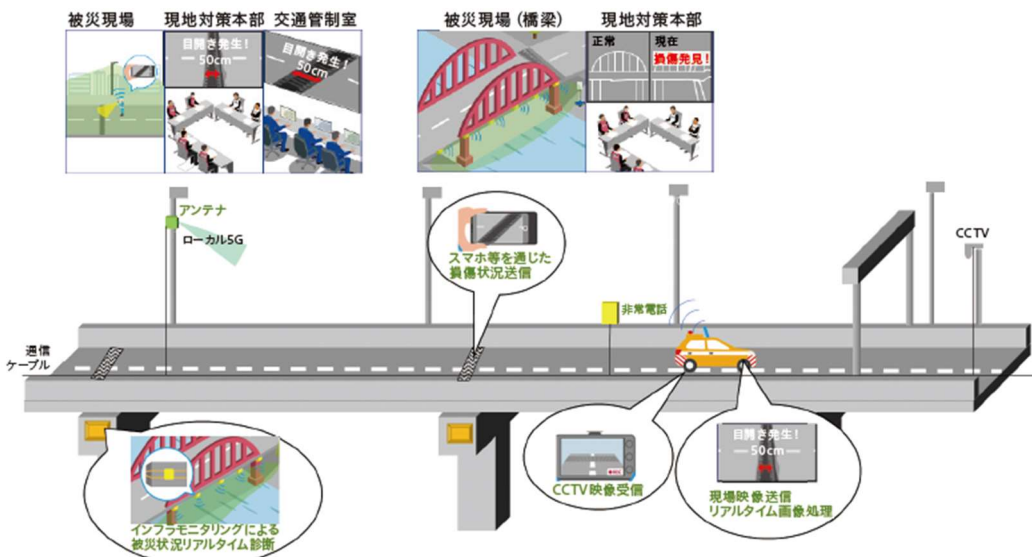 被災現場
現地対策本部
交通管制室
目開き発生！
50cm
目開き発生！
50cm
被災現場（橋梁）
現地対策本部
正常
現在
損傷発見！
アンテナ
ローカル5G
スマホ等を通じた
損傷状況送信
CCTV
非常電話
通信
ケーブル
インフラモニタリングによる
被災状況リアルタイム診断
CCTV映像受信
目開き発生！
50cm
現場映像送信
リアルタイム画像処理